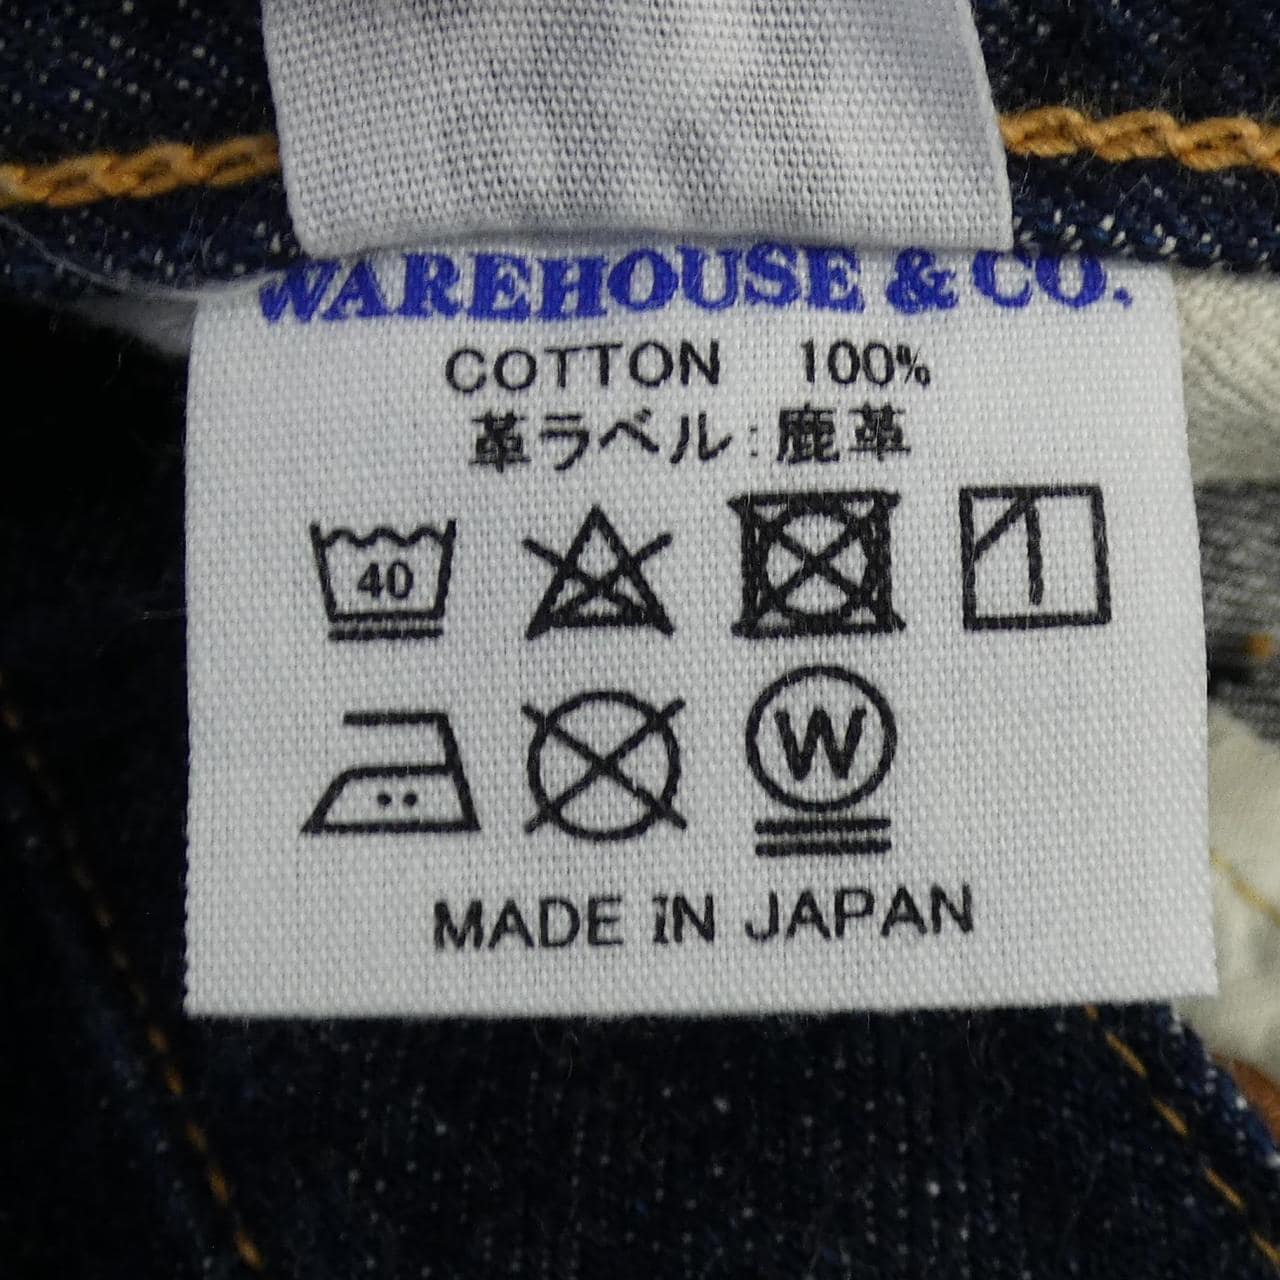 WAREHOUSE & CO.
COTTON 100%
革ラベル:鹿革
40
W
MADE IN JAPAN